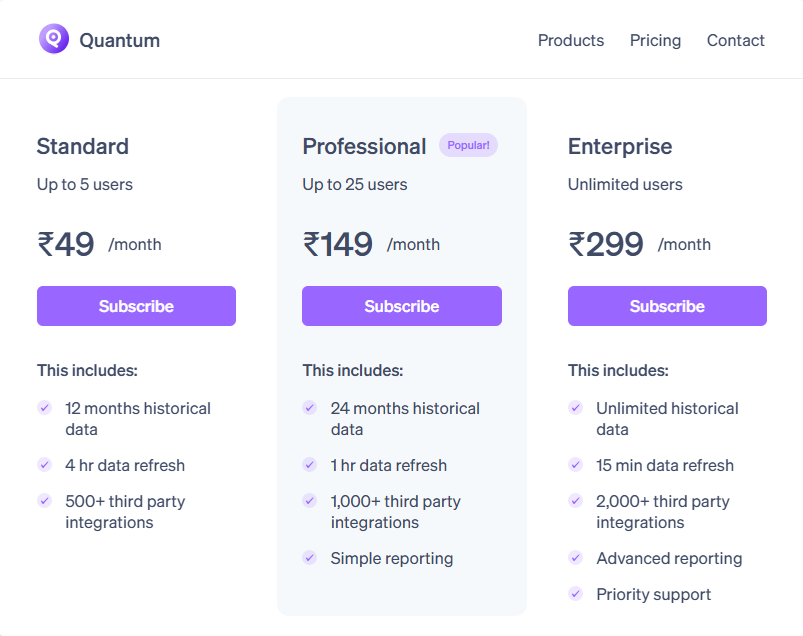 Quantum
Products
Pricing
Contact
Standard
Up to 5 users
₹49 /month
Subscribe
This includes:
12 months historical
data
4 hr data refresh
500+ third party
integrations
Professional Popular!
Up to 25 users
₹149 /month
Subscribe
This includes:
24 months historical
data
1 hr data refresh
1,000+ third party
integrations
Simple reporting
Enterprise
Unlimited users
₹299 /month
Subscribe
This includes:
Unlimited historical
data
15 min data refresh
2,000+ third party
integrations
Advanced reporting
Priority support